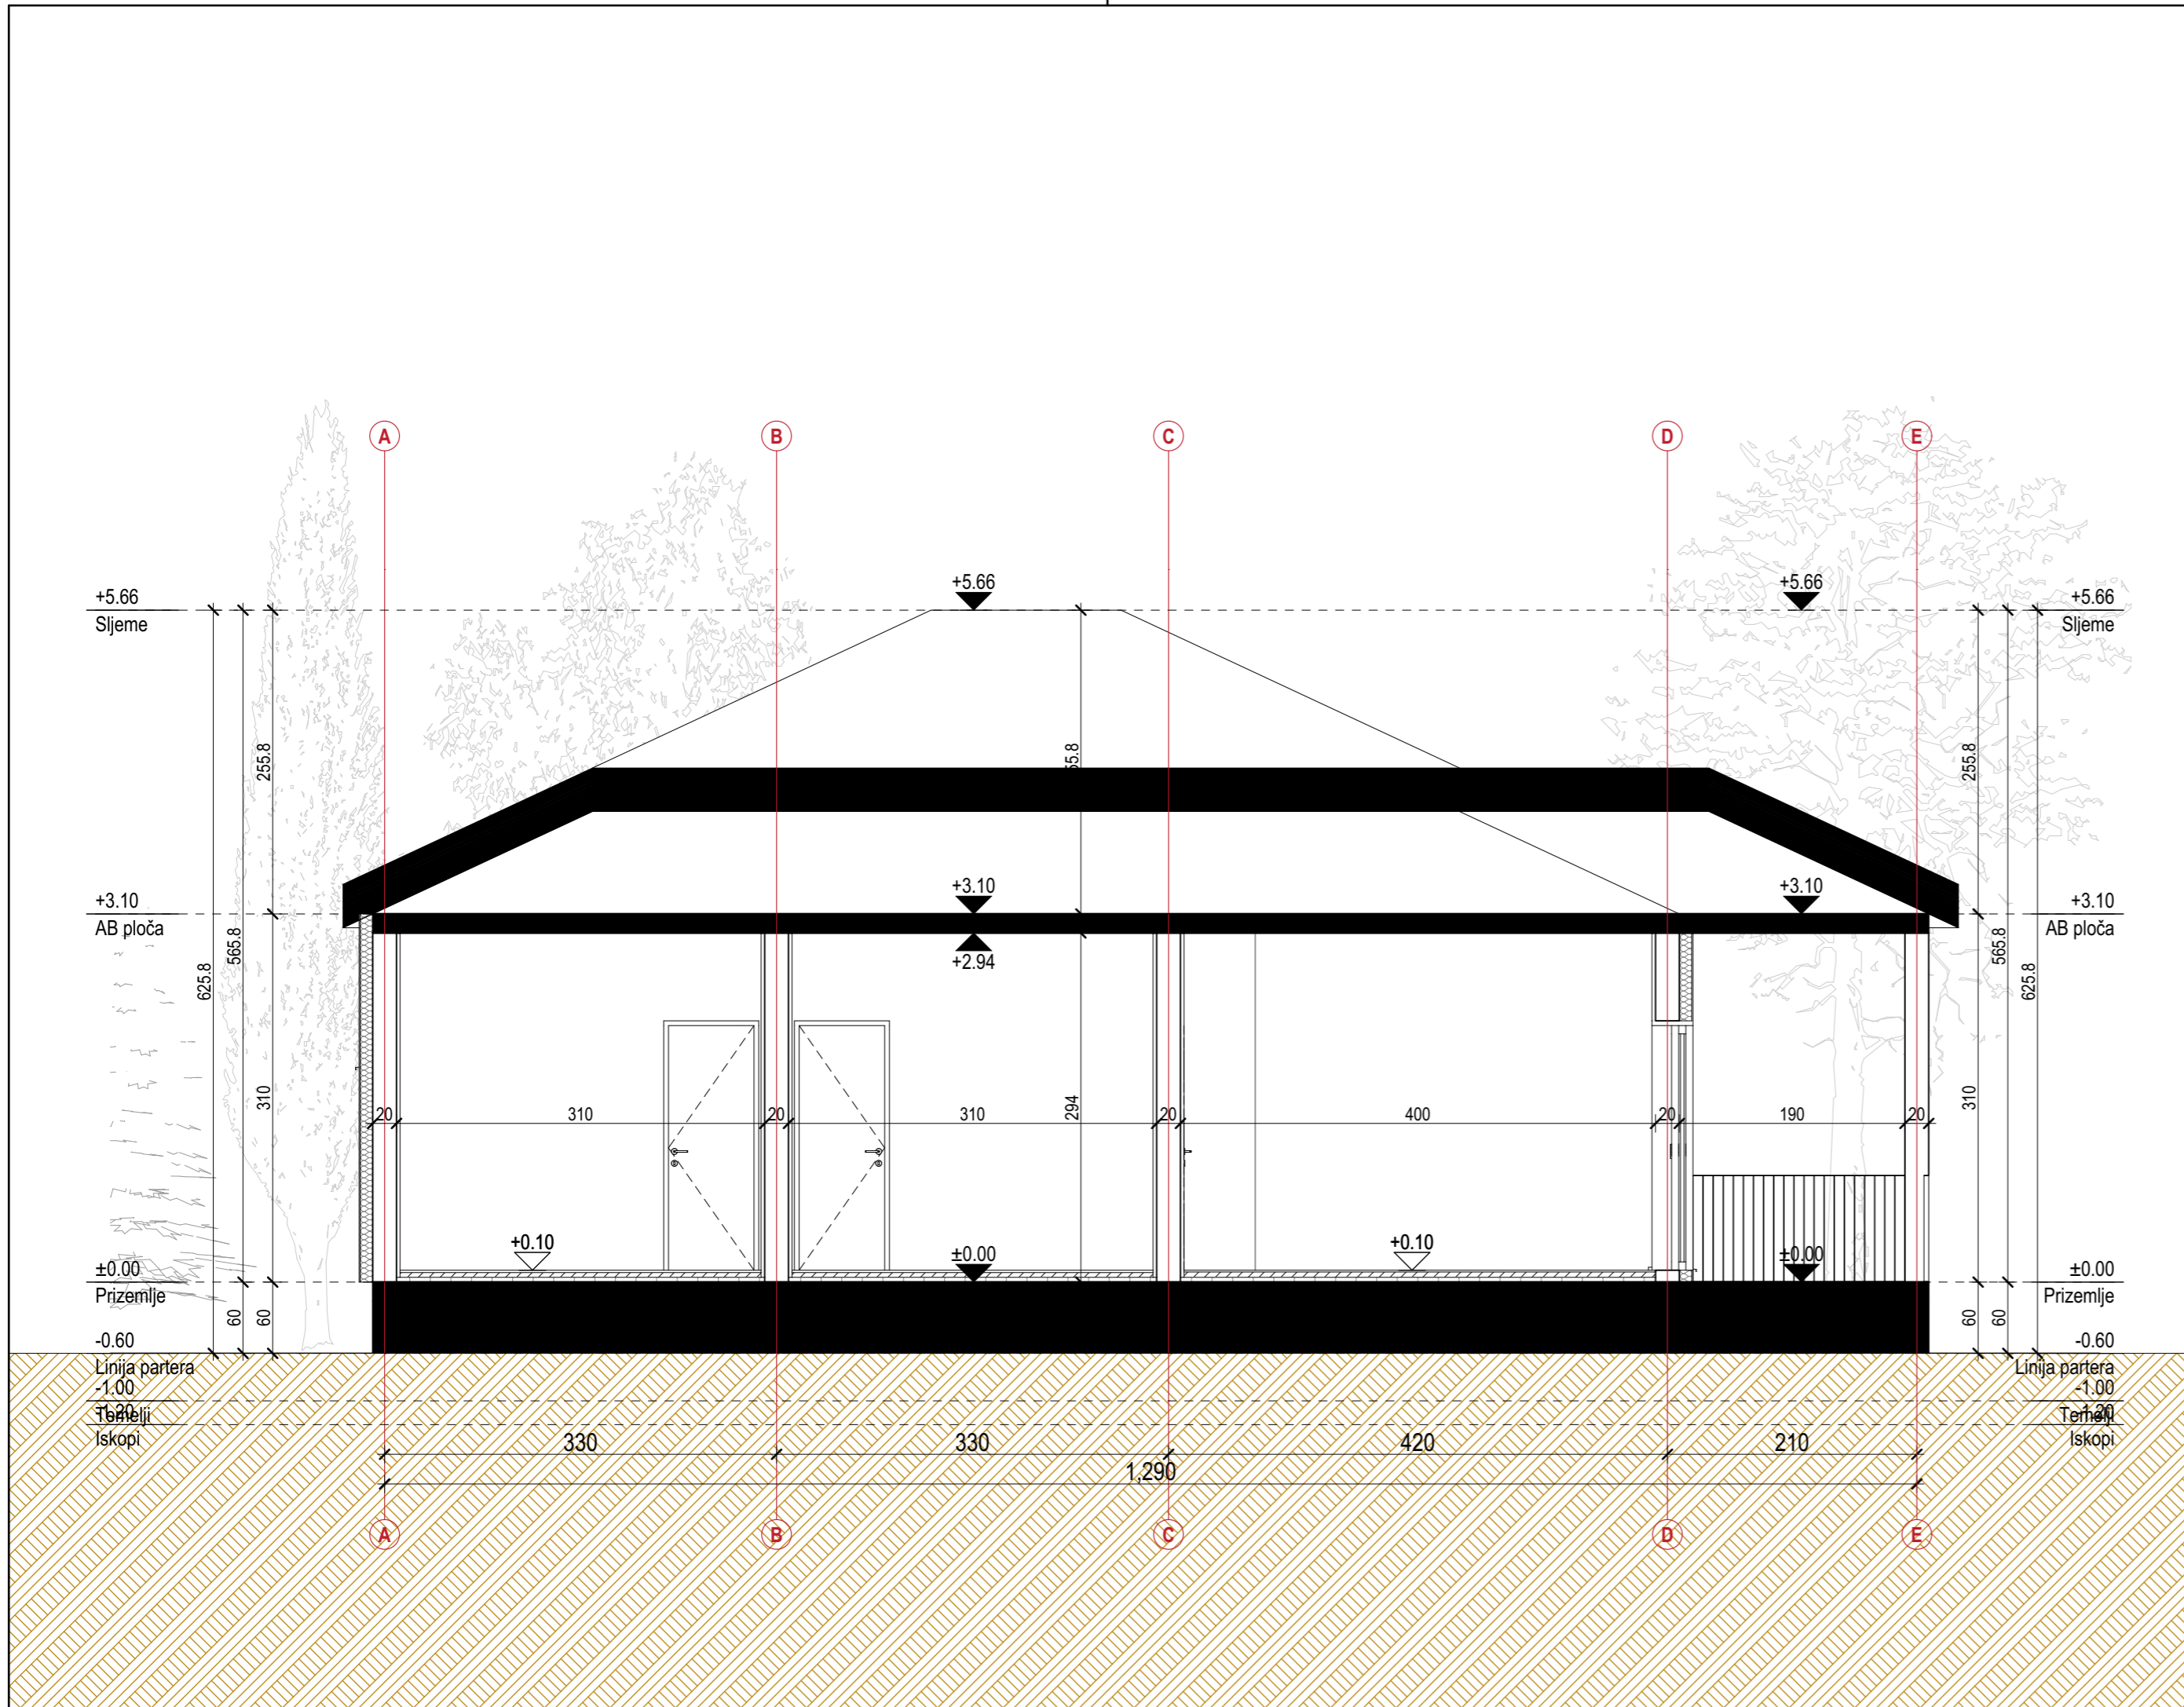 A B C D E
+5.66 +5.66
+5.66 +5.66
Sljeme Sljeme
255.8 255.8
+3.10 +3.10
+3.10 +3.10
AB ploča AB ploča
+2.94
565.8 565.8
625.8 625.8
310 294 310
20 310 20 310 20 400 20 190 20
+0.10 +0.10
±0.00 ±0.00
±0.00 ±0.00
Prizemlje Prizemlje
60 60 60 60
-0.60 -0.60
Linija partera Linija partera
-1.00 -1.00
Temelji Temelji
-1.20 -1.20
Iskopi Iskopi
330 330 420 210
1,290
A B C D E